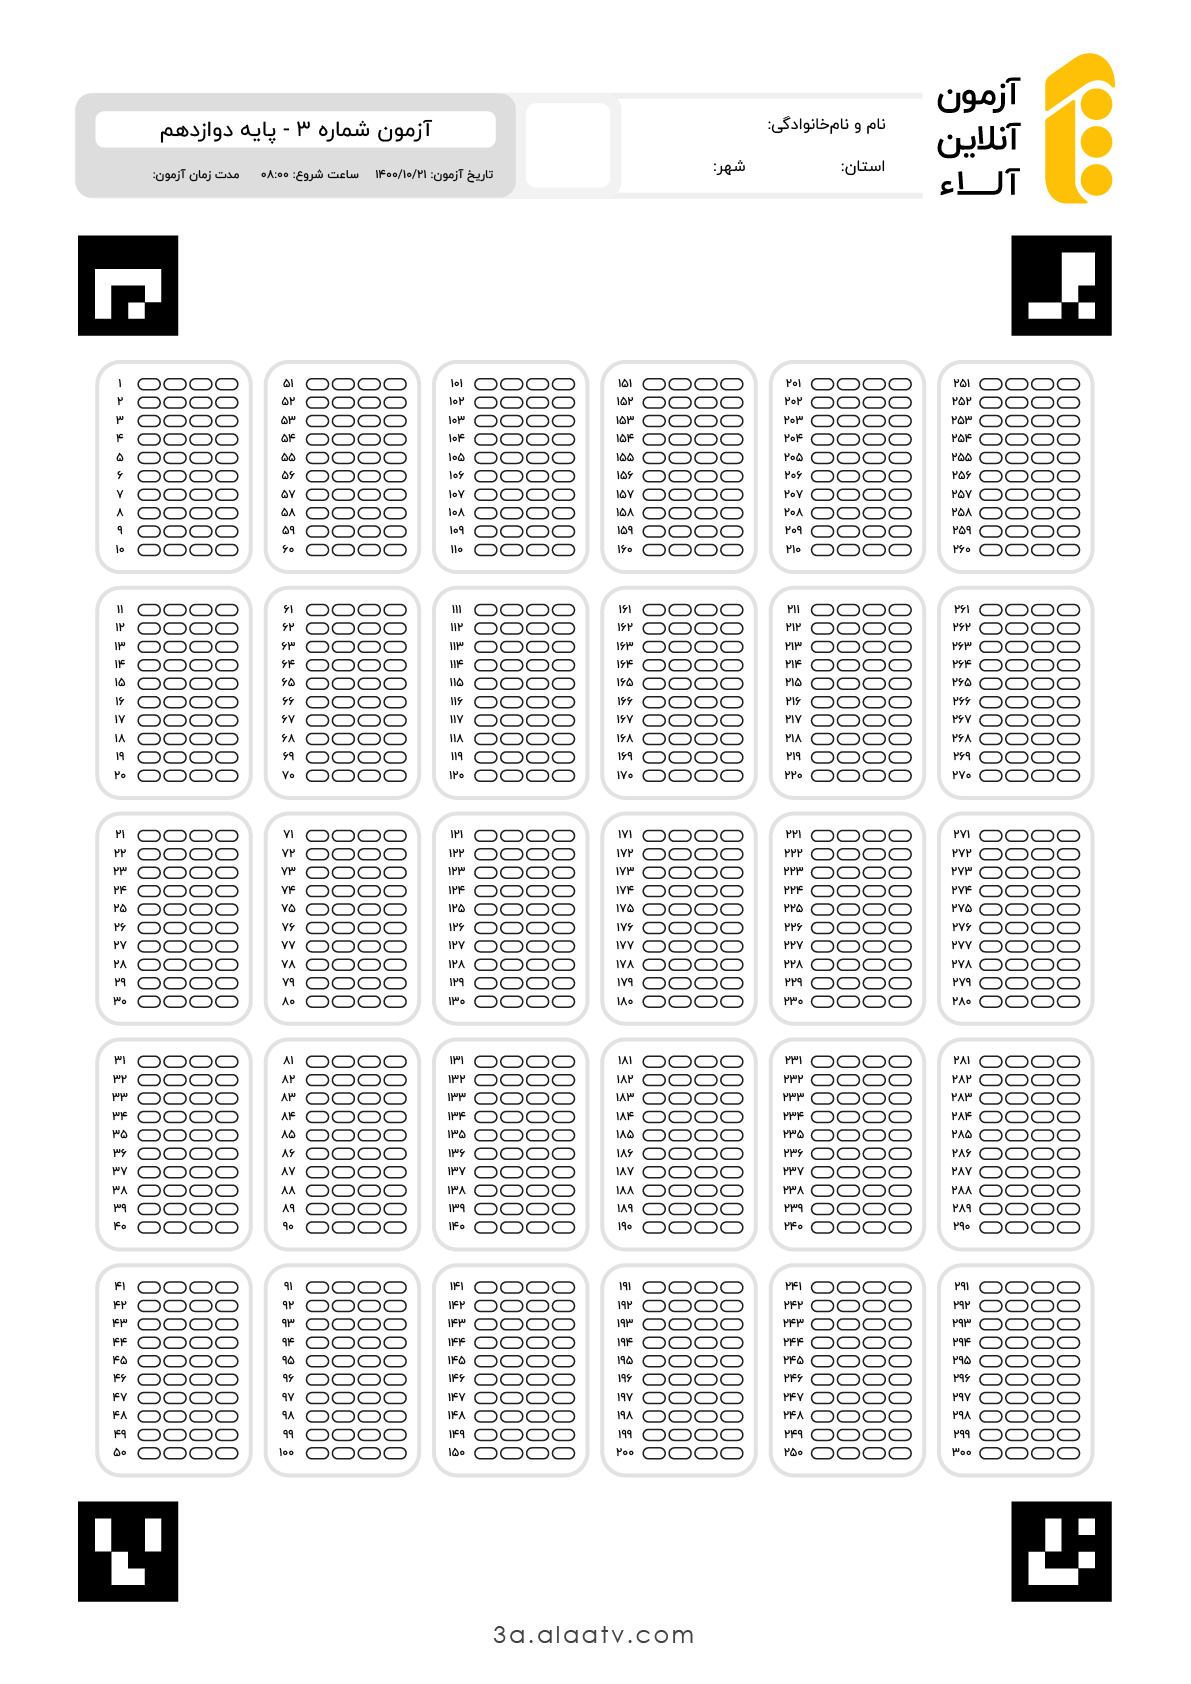 آزمون
آنلاین
آلــاء
نام و نام‌خانوادگی:
استان: شهر:
آزمون شماره ۳ - پایه دوازدهم
تاریخ آزمون: ۱۴۰۰/۱۰/۲۱ ساعت شروع: ۰۸:۰۰ مدت زمان آزمون:
۱ ۵۱ ۱۰۱ ۱۵۱ ۲۰۱ ۲۵۱
۲ ۵۲ ۱۰۲ ۱۵۲ ۲۰۲ ۲۵۲
۳ ۵۳ ۱۰۳ ۱۵۳ ۲۰۳ ۲۵۳
۴ ۵۴ ۱۰۴ ۱۵۴ ۲۰۴ ۲۵۴
۵ ۵۵ ۱۰۵ ۱۵۵ ۲۰۵ ۲۵۵
۶ ۵۶ ۱۰۶ ۱۵۶ ۲۰۶ ۲۵۶
۷ ۵۷ ۱۰۷ ۱۵۷ ۲۰۷ ۲۵۷
۸ ۵۸ ۱۰۸ ۱۵۸ ۲۰۸ ۲۵۸
۹ ۵۹ ۱۰۹ ۱۵۹ ۲۰۹ ۲۵۹
۱۰ ۶۰ ۱۱۰ ۱۶۰ ۲۱۰ ۲۶۰
۱۱ ۶۱ ۱۱۱ ۱۶۱ ۲۱۱ ۲۶۱
۱۲ ۶۲ ۱۱۲ ۱۶۲ ۲۱۲ ۲۶۲
۱۳ ۶۳ ۱۱۳ ۱۶۳ ۲۱۳ ۲۶۳
۱۴ ۶۴ ۱۱۴ ۱۶۴ ۲۱۴ ۲۶۴
۱۵ ۶۵ ۱۱۵ ۱۶۵ ۲۱۵ ۲۶۵
۱۶ ۶۶ ۱۱۶ ۱۶۶ ۲۱۶ ۲۶۶
۱۷ ۶۷ ۱۱۷ ۱۶۷ ۲۱۷ ۲۶۷
۱۸ ۶۸ ۱۱۸ ۱۶۸ ۲۱۸ ۲۶۸
۱۹ ۶۹ ۱۱۹ ۱۶۹ ۲۱۹ ۲۶۹
۲۰ ۷۰ ۱۲۰ ۱۷۰ ۲۲۰ ۲۷۰
۲۱ ۷۱ ۱۲۱ ۱۷۱ ۲۲۱ ۲۷۱
۲۲ ۷۲ ۱۲۲ ۱۷۲ ۲۲۲ ۲۷۲
۲۳ ۷۳ ۱۲۳ ۱۷۳ ۲۲۳ ۲۷۳
۲۴ ۷۴ ۱۲۴ ۱۷۴ ۲۲۴ ۲۷۴
۲۵ ۷۵ ۱۲۵ ۱۷۵ ۲۲۵ ۲۷۵
۲۶ ۷۶ ۱۲۶ ۱۷۶ ۲۲۶ ۲۷۶
۲۷ ۷۷ ۱۲۷ ۱۷۷ ۲۲۷ ۲۷۷
۲۸ ۷۸ ۱۲۸ ۱۷۸ ۲۲۸ ۲۷۸
۲۹ ۷۹ ۱۲۹ ۱۷۹ ۲۲۹ ۲۷۹
۳۰ ۸۰ ۱۳۰ ۱۸۰ ۲۳۰ ۲۸۰
۳۱ ۸۱ ۱۳۱ ۱۸۱ ۲۳۱ ۲۸۱
۳۲ ۸۲ ۱۳۲ ۱۸۲ ۲۳۲ ۲۸۲
۳۳ ۸۳ ۱۳۳ ۱۸۳ ۲۳۳ ۲۸۳
۳۴ ۸۴ ۱۳۴ ۱۸۴ ۲۳۴ ۲۸۴
۳۵ ۸۵ ۱۳۵ ۱۸۵ ۲۳۵ ۲۸۵
۳۶ ۸۶ ۱۳۶ ۱۸۶ ۲۳۶ ۲۸۶
۳۷ ۸۷ ۱۳۷ ۱۸۷ ۲۳۷ ۲۸۷
۳۸ ۸۸ ۱۳۸ ۱۸۸ ۲۳۸ ۲۸۸
۳۹ ۸۹ ۱۳۹ ۱۸۹ ۲۳۹ ۲۸۹
۴۰ ۹۰ ۱۴۰ ۱۹۰ ۲۴۰ ۲۹۰
۴۱ ۹۱ ۱۴۱ ۱۹۱ ۲۴۱ ۲۹۱
۴۲ ۹۲ ۱۴۲ ۱۹۲ ۲۴۲ ۲۹۲
۴۳ ۹۳ ۱۴۳ ۱۹۳ ۲۴۳ ۲۹۳
۴۴ ۹۴ ۱۴۴ ۱۹۴ ۲۴۴ ۲۹۴
۴۵ ۹۵ ۱۴۵ ۱۹۵ ۲۴۵ ۲۹۵
۴۶ ۹۶ ۱۴۶ ۱۹۶ ۲۴۶ ۲۹۶
۴۷ ۹۷ ۱۴۷ ۱۹۷ ۲۴۷ ۲۹۷
۴۸ ۹۸ ۱۴۸ ۱۹۸ ۲۴۸ ۲۹۸
۴۹ ۹۹ ۱۴۹ ۱۹۹ ۲۴۹ ۲۹۹
۵۰ ۱۰۰ ۱۵۰ ۲۰۰ ۲۵۰ ۳۰۰
3a.alaatv.com